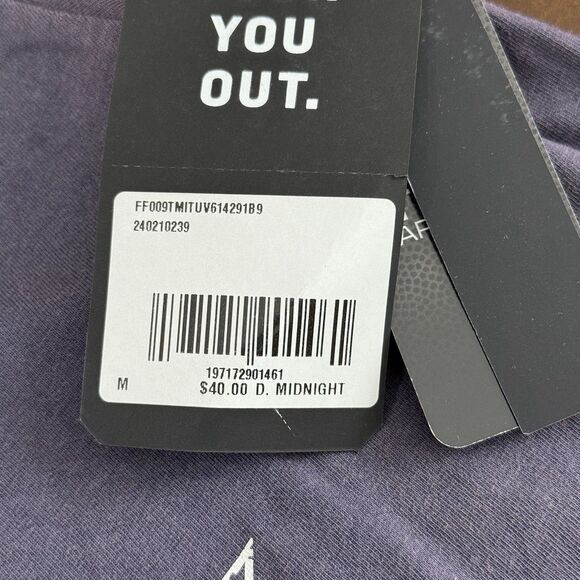 YOU
OUT.
FF009TMITUV614291B9
240210239
197172901461
M
$40.00 D. MIDNIGHT